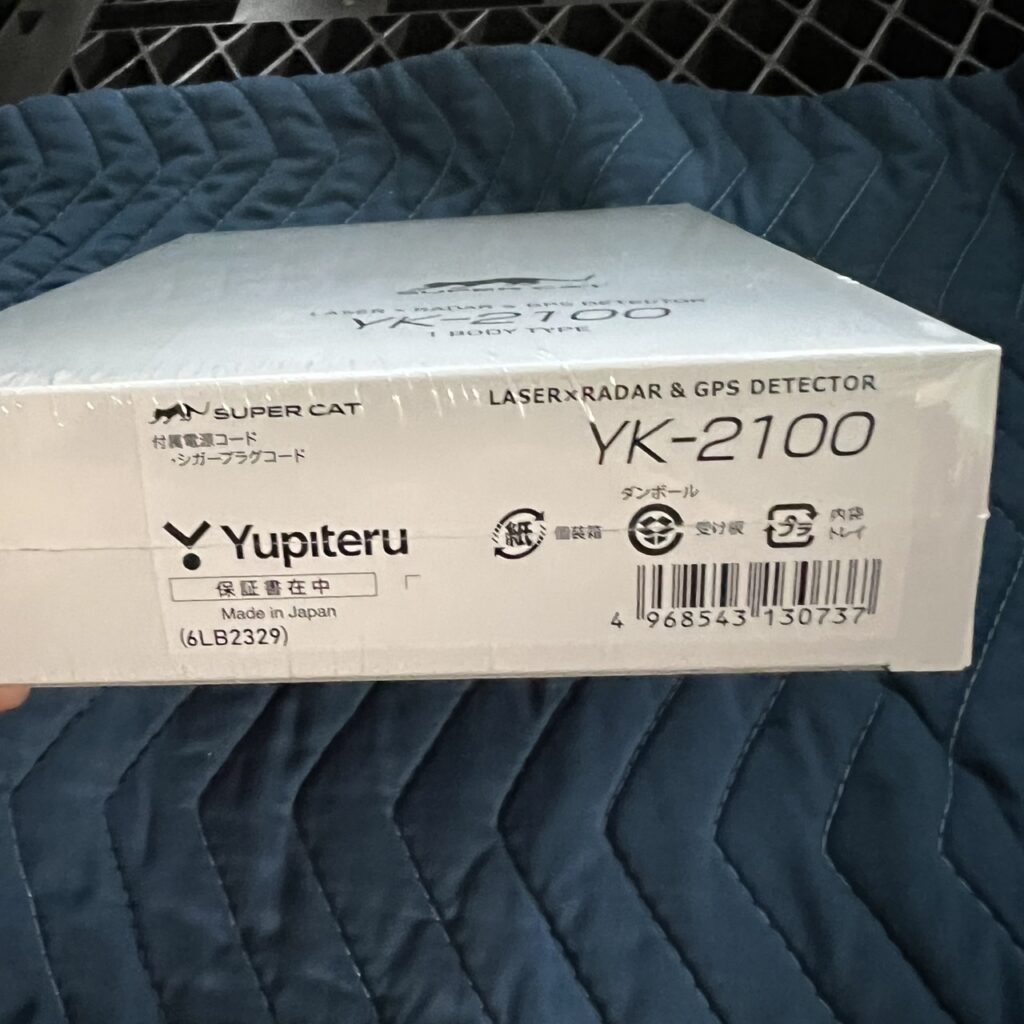 SUPER CAT
LASER × RADAR & GPS DETECTOR
YK-2100
1 BODY TYPE
SUPER CAT
付属電源コード
・シガープラグコード
LASER×RADAR & GPS DETECTOR
YK-2100
Yupiteru
保証書在中
Made in Japan
(6LB2329)
紙
個装箱
ダンボール
受け板
プラ
内袋
トレイ
4 968543 130737